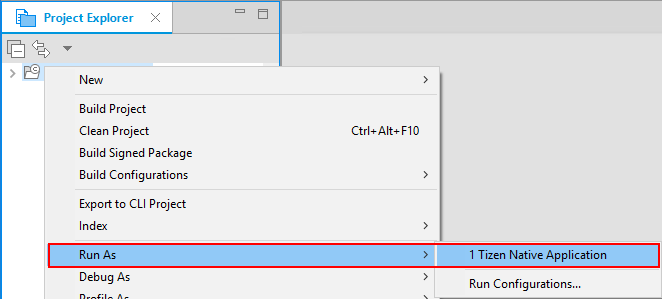 Project Explorer
New
Build Project
Clean Project Ctrl+Alt+F10
Build Signed Package
Build Configurations
Export to CLI Project
Index
Run As 1 Tizen Native Application
Debug As Run Configurations...
Profile As